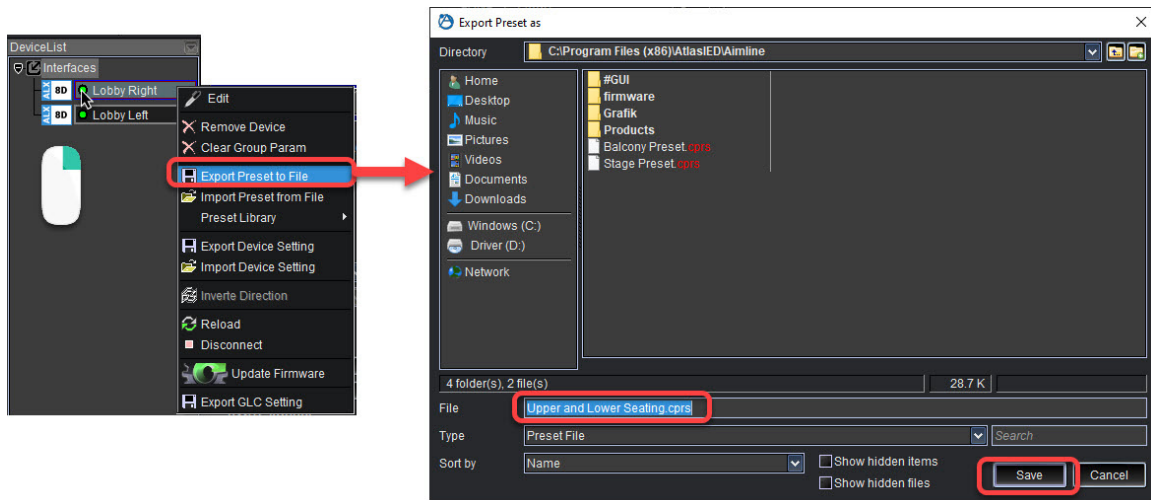 DeviceList
Interfaces
ALX 8D Lobby Right
ALX 8D Lobby Left
Edit
Remove Device
Clear Group Param
Export Preset to File
Import Preset from File
Preset Library
Export Device Setting
Import Device Setting
Inverte Direction
Reload
Disconnect
Update Firmware
Export GLC Setting
Export Preset as
Directory C:\Program Files (x86)\AtlasIED\Aimline
Home
Desktop
Music
Pictures
Videos
Documents
Downloads
Windows (C:)
Driver (D:)
Network
#GUI
firmware
Grafik
Products
Balcony Preset.cprs
Stage Preset.cprs
4 folder(s), 2 file(s) 28.7 K
File Upper and Lower Seating.cprs
Type Preset File Search
Sort by Name Show hidden items
Show hidden files
Save Cancel